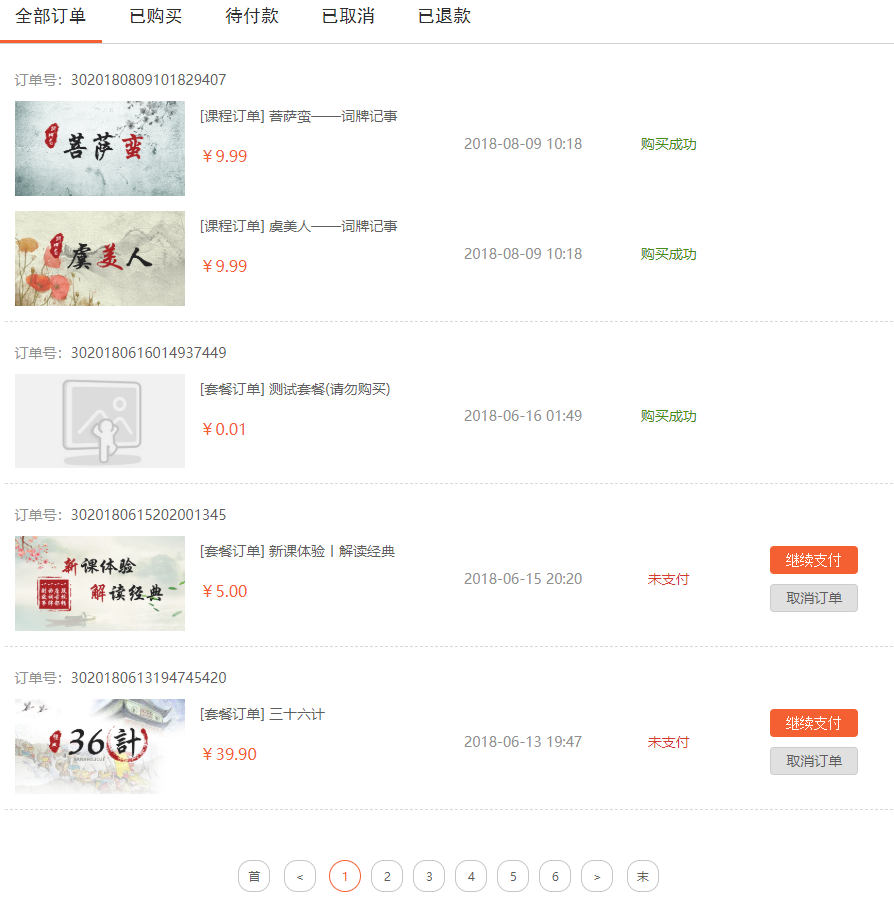 全部订单 已购买 待付款 已取消 已退款
订单号：3020180809101829407
菩萨蛮
[课程订单] 菩萨蛮——词牌记事
￥9.99
2018-08-09 10:18
购买成功
虞美人
[课程订单] 虞美人——词牌记事
￥9.99
2018-08-09 10:18
购买成功
订单号：3020180616014937449
[套餐订单] 测试套餐(请勿购买)
￥0.01
2018-06-16 01:49
购买成功
订单号：3020180615202001345
新课体验
解读经典
[套餐订单] 新课体验丨解读经典
￥5.00
2018-06-15 20:20
未支付
继续支付
取消订单
订单号：3020180613194745420
36計
[套餐订单] 三十六计
￥39.90
2018-06-13 19:47
未支付
继续支付
取消订单
首 < 1 2 3 4 5 6 > 末